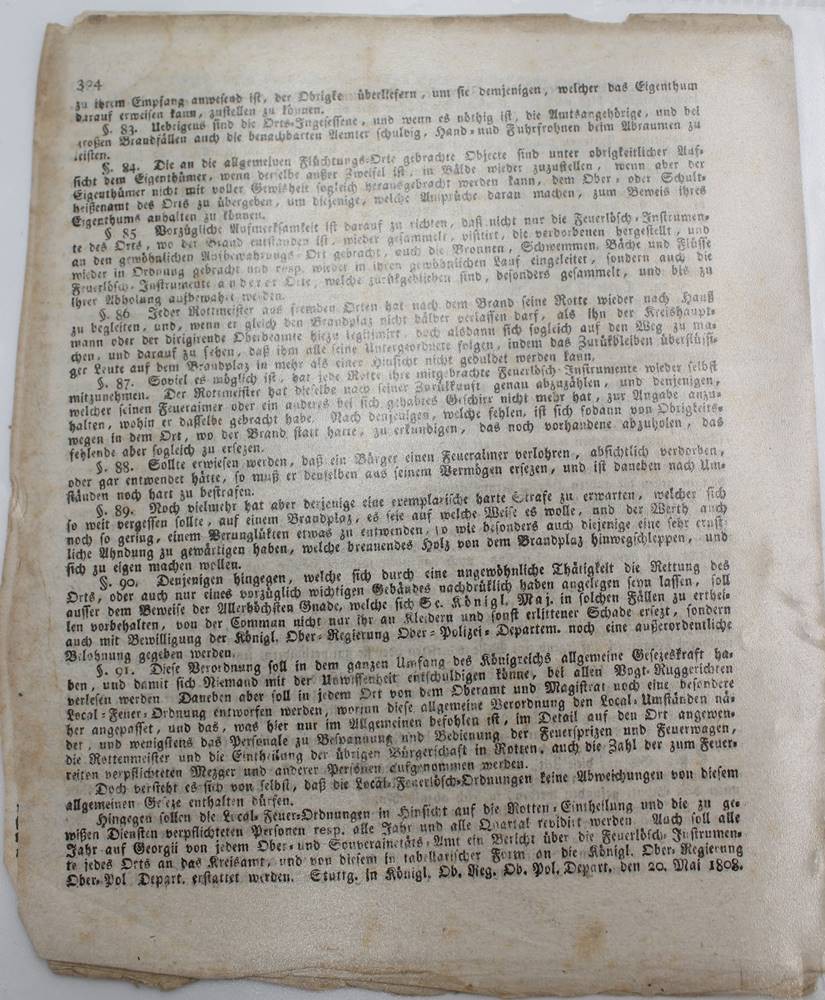 304
zu ihrem Empfang anwesend ist, der Obrigke überliefern, um sie demjenigen, welcher das Eigenthum
darauf erweisen kann, zustellen zu können.
§. 83. Uebrigens sind die Orts-Ingesessene, und wenn es nöthig ist, die Amtsangehörige, und bei
großen Brandfällen auch die benachbarten Aemter schuldig, Hand- und Fuhrfrohnen beim Abraumen zu
leisten.
§. 84. Die an die allgemeinen Flüchtungs-Orte gebrachte Objecte sind unter obrigkeitlicher Auf-
sicht dem Eigenthümer, wenn derselbe außer Zweifel ist, in Bälde wieder zuzustellen, wenn aber der
Eigenthümer nicht mit voller Gewisheit sogleich herausgebracht werden kann, dem Ober- oder Schult-
heißenamt des Orts zu übergeben, um diejenige, welche Ansprüche daran machen, zum Beweis ihres
Eigenthums anhalten zu können.
§ 85 Vorzügliche Aufmerksamkeit ist darauf zu richten, daß nicht nur die Feuerlösch-Instrumen-
te des Orts, wo der Brand entstanden ist, wieder gesammelt, visitirt, die verdorbenen hergestellt, und
an den gewöhnlichen Aufbewahrungs-Ort gebracht, auch die Bronnen, Schwemmen, Bäche und Flüsse
wieder in Ordnung gebracht und resp. wieder in ihren gewöhnlichen Lauf eingeleitet, sondern auch die
Feuerlösch-Instrumente anderer Orte, welche zurükgeblieben sind, besonders gesammelt, und bis zu
ihrer Abholung aufbewahrt werden.
§. 86 Jeder Rottmeister aus fremden Orten hat nach dem Brand seine Rotte wieder nach Hauß
zu begleiten, und, wenn er gleich den Brandplaz nicht bälder verlassen darf, als ihn der Kreishaupt-
mann oder der dirigirende Oberbeamte hiezu legitimirt, doch alsdann sich sogleich auf den Weg zu ma-
chen, und darauf zu sehen, daß ihm alle seine Untergeordnete folgen, indem das Zurükbleiben überflüssi-
ger Leute auf dem Brandplaz in mehr als einer Hinsicht nicht geduldet werden kann.
§. 87. Soviel es möglich ist, hat jede Rotte ihre mitgebrachte Feuerlösch-Instrumente wieder selbst
mitzunehmen. Der Rottmeister hat dieselbe nach seiner Zurükkunft genau abzuzählen, und denjenigen,
welcher seinen Feueraimer oder ein anderes bei sich gehabtes Geschirr nicht mehr hat, zur Angabe anzu-
halten, wohin er dasselbe gebracht habe. Nach denjenigen, welche fehlen, ist sich sodann von Obrigkeits-
wegen in dem Ort, wo der Brand statt hatte, zu erkundigen, das noch vorhandene abzuholen, das
fehlende aber sogleich zu ersezen.
§. 88. Sollte erwiesen werden, daß ein Bürger einen Feueraimer verlohren, absichtlich verdorben,
oder gar entwendet hätte, so muß er denselben aus seinem Vermögen ersezen, und ist daneben nach Um-
ständen noch hart zu bestrafen.
§. 89. Noch vielmehr hat aber derjenige eine exemplarische harte Strafe zu erwarten, welcher sich
so weit vergessen sollte, auf einem Brandplaz, es seie auf welche Weise es wolle, und der Werth auch
noch so gering, einem Verunglükten etwas zu entwenden, so wie besonders auch diejenige eine sehr ernst-
liche Ahndung zu gewärtigen haben, welche brennendes Holz von dem Brandplaz hinwegschleppen, und
sich zu eigen machen wollen.
§. 90. Denjenigen hingegen, welche sich durch eine ungewöhnliche Thätigkeit die Rettung des
Orts, oder auch nur eines vorzüglich wichtigen Gebäudes nachdrüklich haben angelegen seyn lassen, soll
ausser dem Beweise der Allerhöchsten Gnade, welche sich Se. Königl. Maj. in solchen Fällen zu erthei-
len vorbehalten, von der Commun nicht nur ihr an Kleidern und sonst erlittener Schade ersezt, sondern
auch mit Bewilligung der Königl. Ober-Regierung Ober-Polizei-Departem. noch eine außerordentliche
Belohnung gegeben werden.
§. 91. Diese Verordnung soll in dem ganzen Umfang des Königreichs allgemeine Gesezeskraft ha-
ben, und damit sich Niemand mit der Unwissenheit entschuldigen könne, bei allen Vogt-Ruggerichten
verlesen werden Daneben aber soll in jedem Ort von dem Oberamt und Magistrat noch eine besondere
Local-Feuer-Ordnung entworfen werden, worinn diese allgemeine Verordnung den Local-Umständen nä-
her angepasset, und das, was hier nur im Allgemeinen befohlen ist, im Detail auf den Ort angewen-
det, und wenigstens das Personale zu Bespannung und Bedienung der Feuersprizen und Feuerwagen,
die Rottenmeister und die Eintheilung der übrigen Bürgerschaft in Rotten, auch die Zahl der zum Feuer-
reiten verpflichteten Mezger und anderer Personen aufgenommen werden.
Doch versteht es sich von selbst, daß die Local-Feuerlösch-Ordnungen keine Abweichungen von diesem
allgemeinen Geseze enthalten dürfen.
Hingegen sollen die Local-Feuer-Ordnungen in Hinsicht auf die Rotten-Eintheilung und die zu ge-
wißen Diensten verpflichteten Personen resp. alle Jahr und alle Quartal revidirt werden Auch soll alle
Jahr auf Georgii von jedem Ober- und Souverainetäts-Amt ein Bericht über die Feuerlösch-Instrumen-
te jedes Orts an das Kreisamt, und von diesem in tabellarischer Form an die Königl. Ober-Regierung
Ober-Pol Depart. erstattet werden. Stuttg. in Königl. Ob. Reg. Ob. Pol. Depart. den 20. Mai 1808.